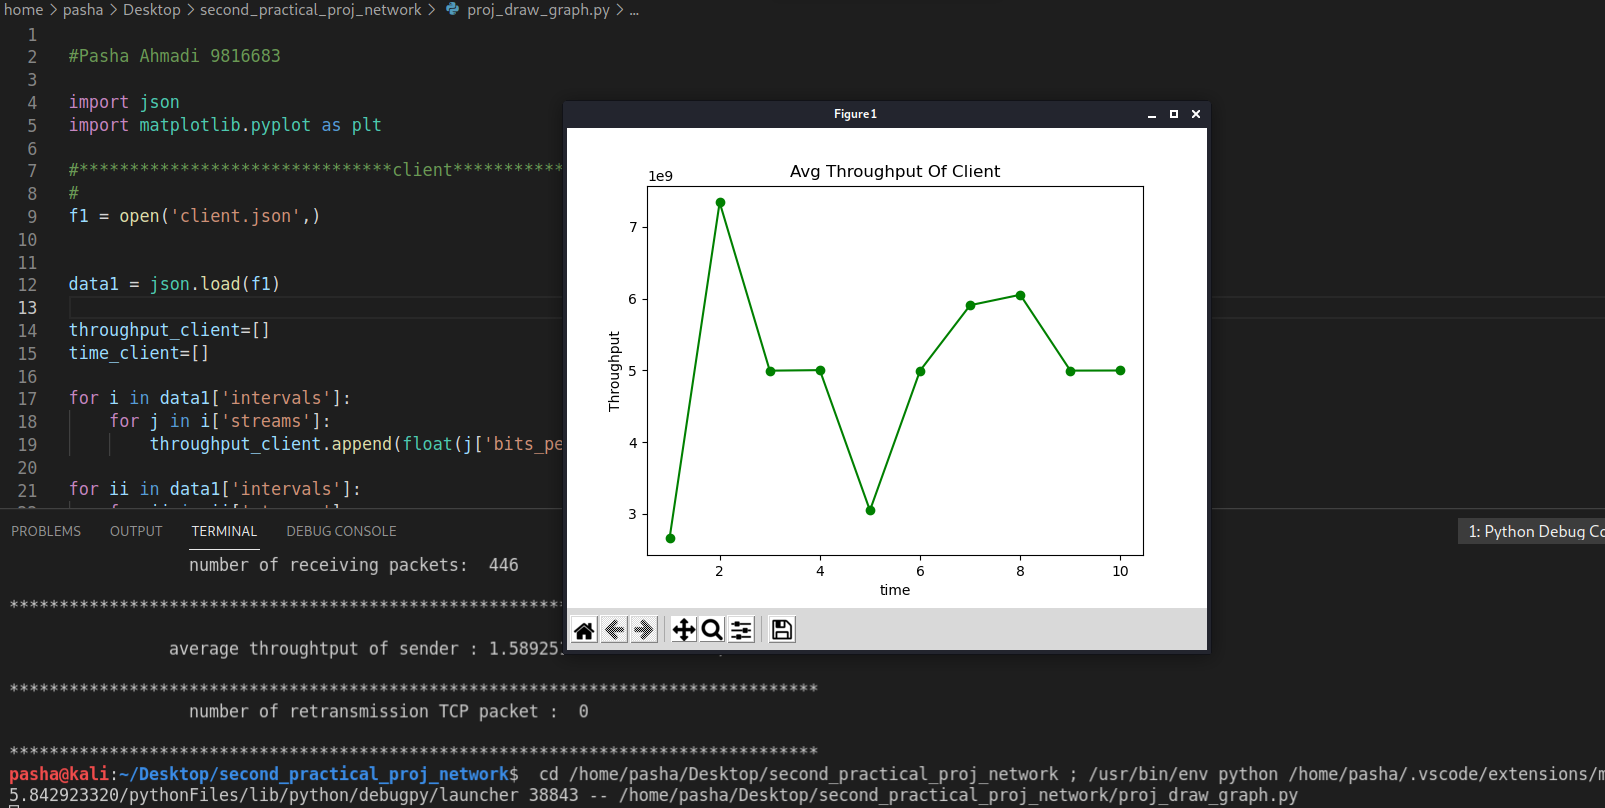 home > pasha > Desktop > second_practical_proj_network > proj_draw_graph.py > ...
1
2 #Pasha Ahmadi 9816683
3
4 import json
5 import matplotlib.pyplot as plt
6
7 #*******************************client***********
8 #
9 f1 = open('client.json',)
10
11
12 data1 = json.load(f1)
13
14 throughput_client=[]
15 time_client=[]
16
17 for i in data1['intervals']:
18 for j in i['streams']:
19 throughput_client.append(float(j['bits_pe
20
21 for ii in data1['intervals']:
Figure1
Avg Throughput Of Client
1e9
7
6
5
4
3
Throughput
2 4 6 8 10
time
PROBLEMS OUTPUT TERMINAL DEBUG CONSOLE
1: Python Debug Co
number of receiving packets: 446
*******************************************************
average throughtput of sender : 1.58925
*********************************************************************************
number of retransmission TCP packet : 0
*********************************************************************************
pasha@kali:~/Desktop/second_practical_proj_network$ cd /home/pasha/Desktop/second_practical_proj_network ; /usr/bin/env python /home/pasha/.vscode/extensions/m
5.842923320/pythonFiles/lib/python/debugpy/launcher 38843 -- /home/pasha/Desktop/second_practical_proj_network/proj_draw_graph.py